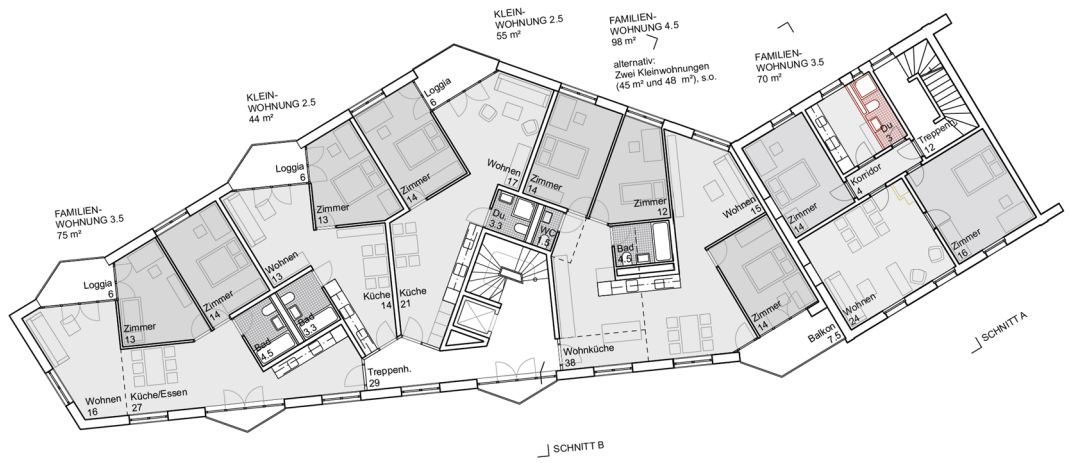 KLEIN-
WOHNUNG 2.5
55 m²
FAMILIEN-
WOHNUNG 4.5
98 m²
alternativ:
Zwei Kleinwohnungen
(45 m² und 48 m²), s.o.
FAMILIEN-
WOHNUNG 3.5
70 m²
KLEIN-
WOHNUNG 2.5
44 m²
FAMILIEN-
WOHNUNG 3.5
75 m²
Loggia
6
Zimmer
13
Zimmer
14
Wohnen
16
Küche/Essen
27
Bad
4.5
Bad
3.3
Loggia
6
Wohnen
13
Zimmer
13
Küche
14
Zimmer
14
Loggia
6
Küche
21
Wohnen
17
Du.
3.3
WC
1.5
Treppenh.
29
Zimmer
14
Zimmer
12
Bad
4.5
Wohnen
15
Wohnküche
38
Zimmer
14
Balkon
7.5
Zimmer
14
Korridor
4
Du.
3
Treppenh.
12
Wohnen
24
Zimmer
16
SCHNITT A
SCHNITT B